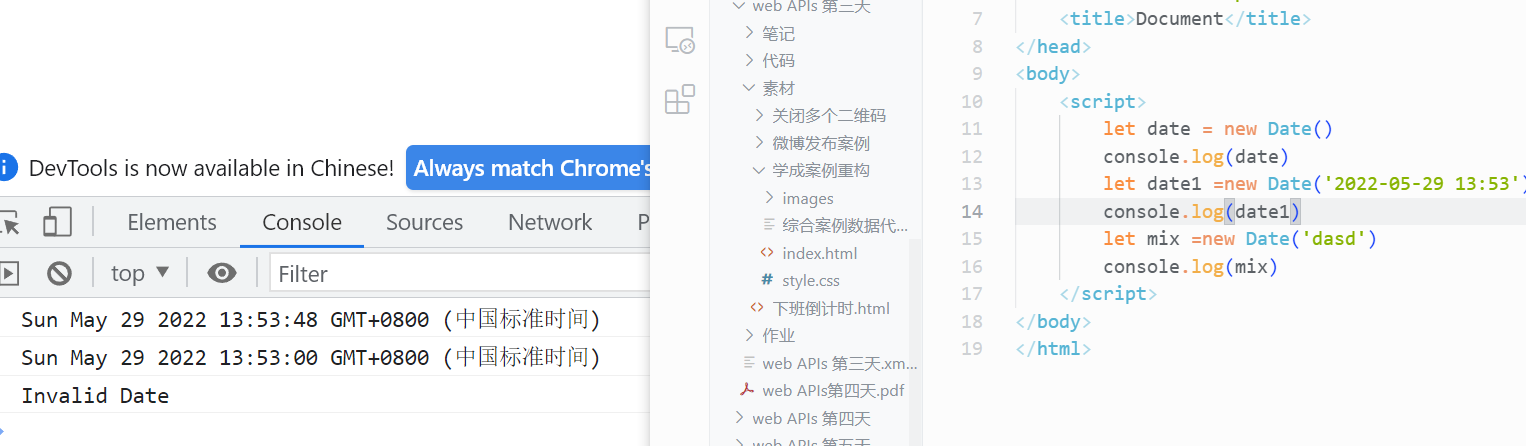 DevTools is now available in Chinese!
Always match Chrome's
Elements
Console
Sources
Network
top ▼
Filter
Sun May 29 2022 13:53:48 GMT+0800 (中国标准时间)
Sun May 29 2022 13:53:00 GMT+0800 (中国标准时间)
Invalid Date
web APIs 第三天
笔记
代码
素材
关闭多个二维码
微博发布案例
学成案例重构
images
综合案例数据代...
index.html
# style.css
下班倒计时.html
作业
web APIs 第三天.xm...
web APIs第四天.pdf
web APIs 第四天
web APIs 第五天
7 <title>Document</title>
8 </head>
9 <body>
10 <script>
11 let date = new Date()
12 console.log(date)
13 let date1 =new Date('2022-05-29 13:53')
14 console.log(date1)
15 let mix =new Date('dasd')
16 console.log(mix)
17 </script>
18 </body>
19 </html>